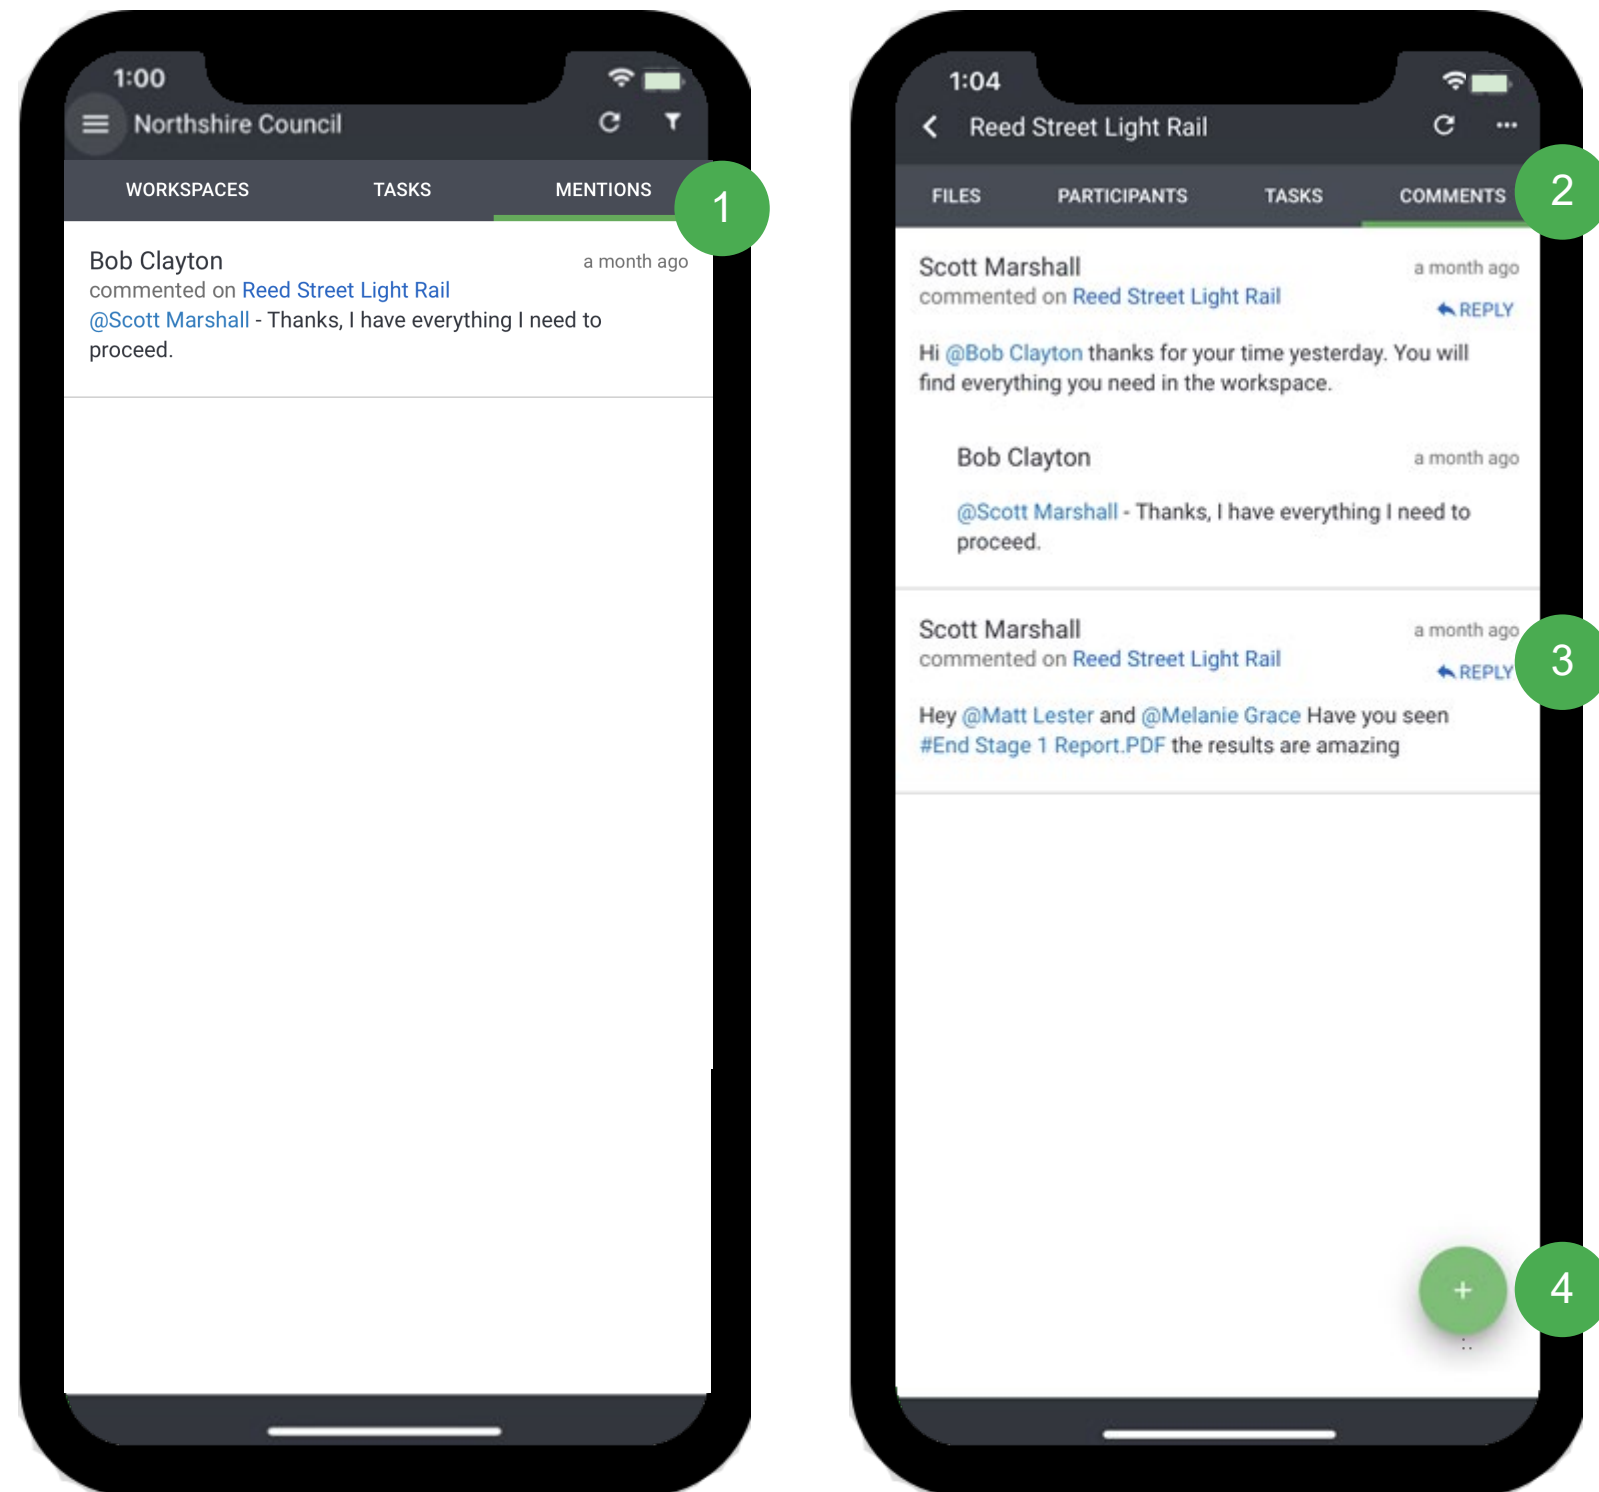 1:00
Northshire Council
WORKSPACES TASKS MENTIONS
1
Bob Clayton a month ago
commented on Reed Street Light Rail
@Scott Marshall - Thanks, I have everything I need to
proceed.
1:04
Reed Street Light Rail
FILES PARTICIPANTS TASKS COMMENTS
2
Scott Marshall a month ago
commented on Reed Street Light Rail
REPLY
Hi @Bob Clayton thanks for your time yesterday. You will
find everything you need in the workspace.
Bob Clayton a month ago
@Scott Marshall - Thanks, I have everything I need to
proceed.
Scott Marshall a month ago
commented on Reed Street Light Rail
REPLY
3
Hey @Matt Lester and @Melanie Grace Have you seen
#End Stage 1 Report.PDF the results are amazing
+
4